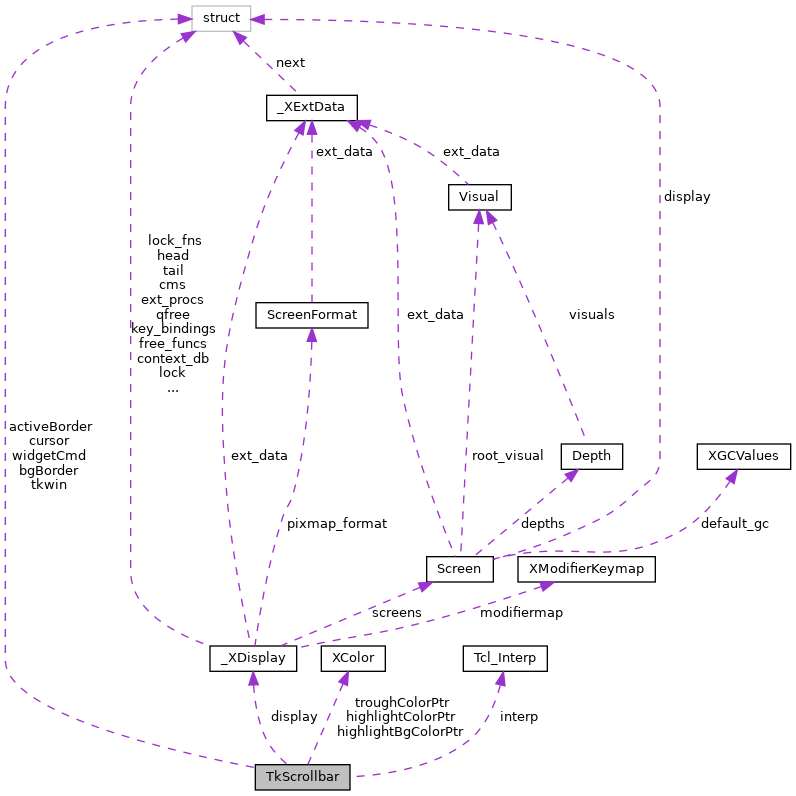 struct
next
_XExtData
ext_data
ext_data
Visual
display
lock_fns
head
tail
cms
ext_procs
qfree
key_bindings
free_funcs
context_db
lock
...
ScreenFormat
ext_data
visuals
activeBorder
cursor
widgetCmd
bgBorder
tkwin
ext_data
root_visual
Depth
XGCValues
pixmap_format
depths
default_gc
Screen
XModifierKeymap
screens
modifiermap
_XDisplay
XColor
Tcl_Interp
display
troughColorPtr
highlightColorPtr
highlightBgColorPtr
interp
TkScrollbar